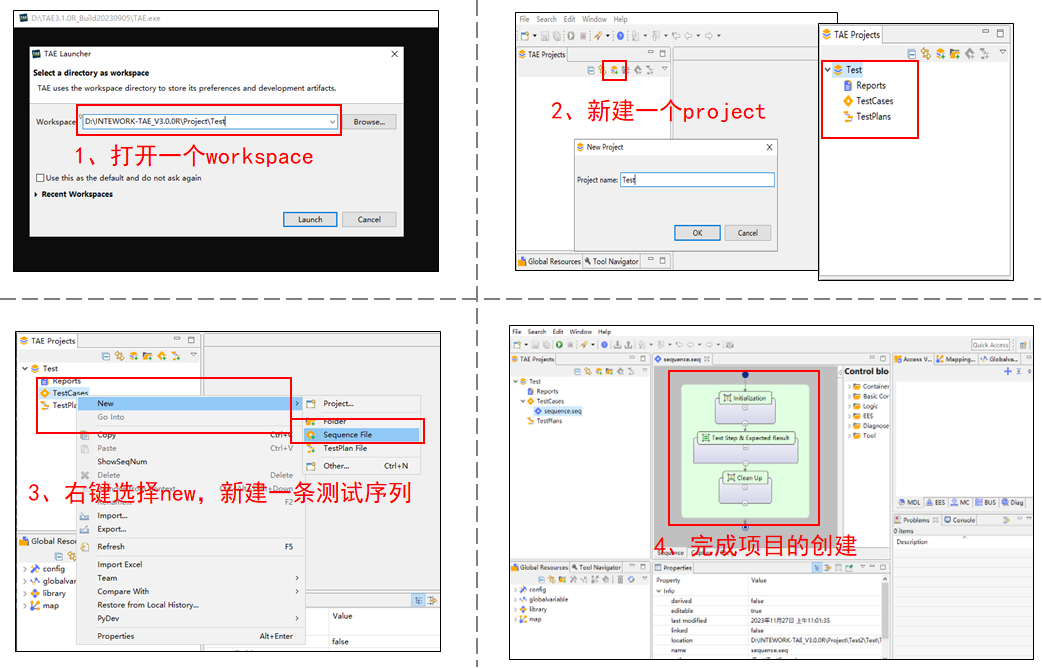 D:\TAE3.1.0R_Build20230905\TAE.exe
TAE Launcher
Select a directory as workspace
TAE uses the workspace directory to store its preferences and development artifacts.
Workspace: D:\INTEWORK-TAE_V3.0.0R\Project\Test Browse...
1、打开一个workspace
Use this as the default and do not ask again
Recent Workspaces
Launch Cancel
File Search Edit Window Help
TAE Projects
2、新建一个project
New Project
Project name: Test
OK Cancel
Global Resources Tool Navigator
TAE Projects
Test
Reports
TestCases
TestPlans
TAE Projects
Test
Reports
TestCases
TestPla
New
Go Into
Copy Ctrl+C
Paste Ctrl+V
ShowSeqNum
Delete Delete
F2
Import...
Export...
Refresh F5
Import Excel
Team
Compare With
Restore from Local History...
PyDev
Properties Alt+Enter
Project...
Folder
Sequence File
TestPlan File
Other... Ctrl+N
3、右键选择new，新建一条测试序列
Global Resou
config
globalvar
library
map
Value
false
File Search Edit Window Help
Quick Access
TAE Projects
Test
Reports
TestCases
sequence.seq
TestPlans
sequence.seq
Initialization
Test Step & Expected Result
Clean Up
Sequence
4、完成项目的创建
Control blo
Container
Basic Cor
Logic
EES
Diagnose
Tool
Access V... Mapping... Globalva...
MDL EES MC BUS Diag
Problems Console
0 items
Description
Global Resources Tool Navigator
config
globalvariable
library
map
Properties
Property Value
Info
derived false
editable true
last modified 2023年11月27日 上午11:01:35
linked false
location D:\INTEWORK-TAE_V3.0.0R\Project\Test2\Test\T
name sequence.seq